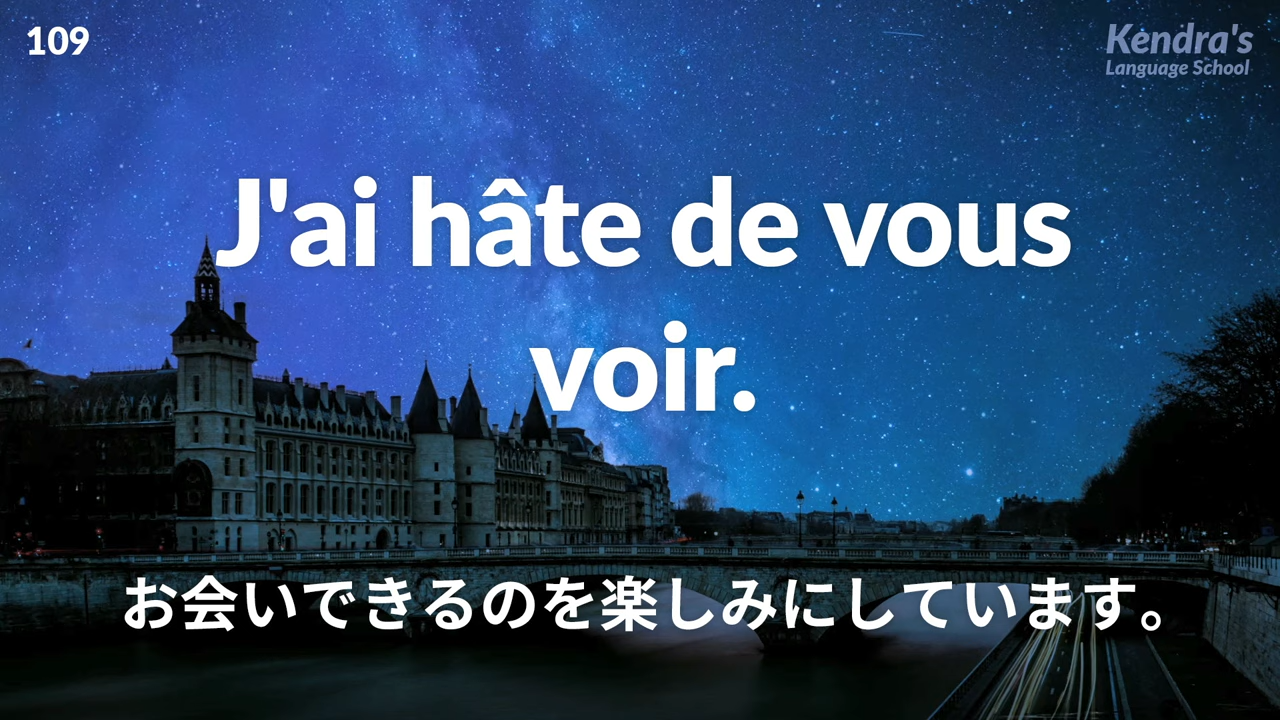 109
Kendra's
Language School
J'ai hâte de vous
voir.
お会いできるのを楽しみにしています。